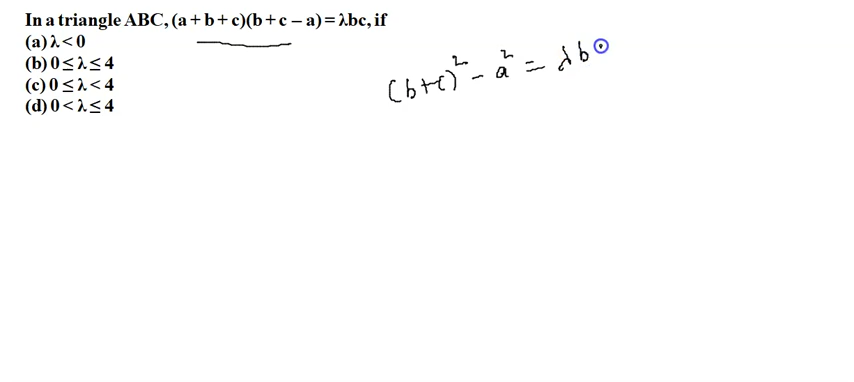 In a triangle ABC, (a + b + c)(b + c – a) = λbc, if
(a) λ < 0
(b) 0 ≤ λ ≤ 4
(c) 0 ≤ λ < 4
(d) 0 < λ ≤ 4
(b+c)² - a² = λb